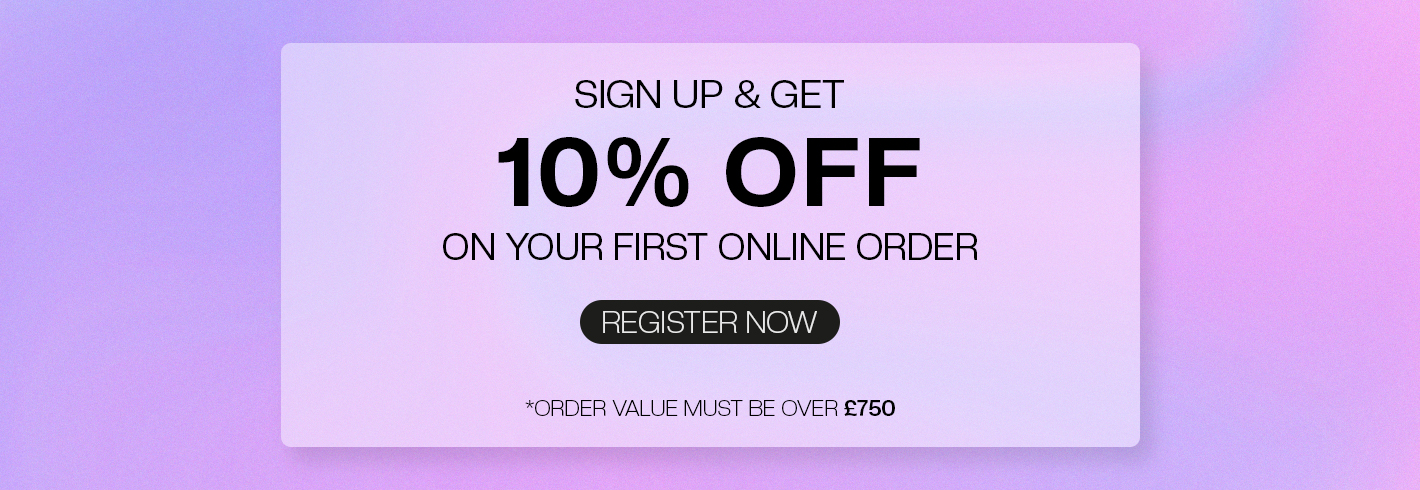 SIGN UP & GET
10% OFF
ON YOUR FIRST ONLINE ORDER
REGISTER NOW
*ORDER VALUE MUST BE OVER £750